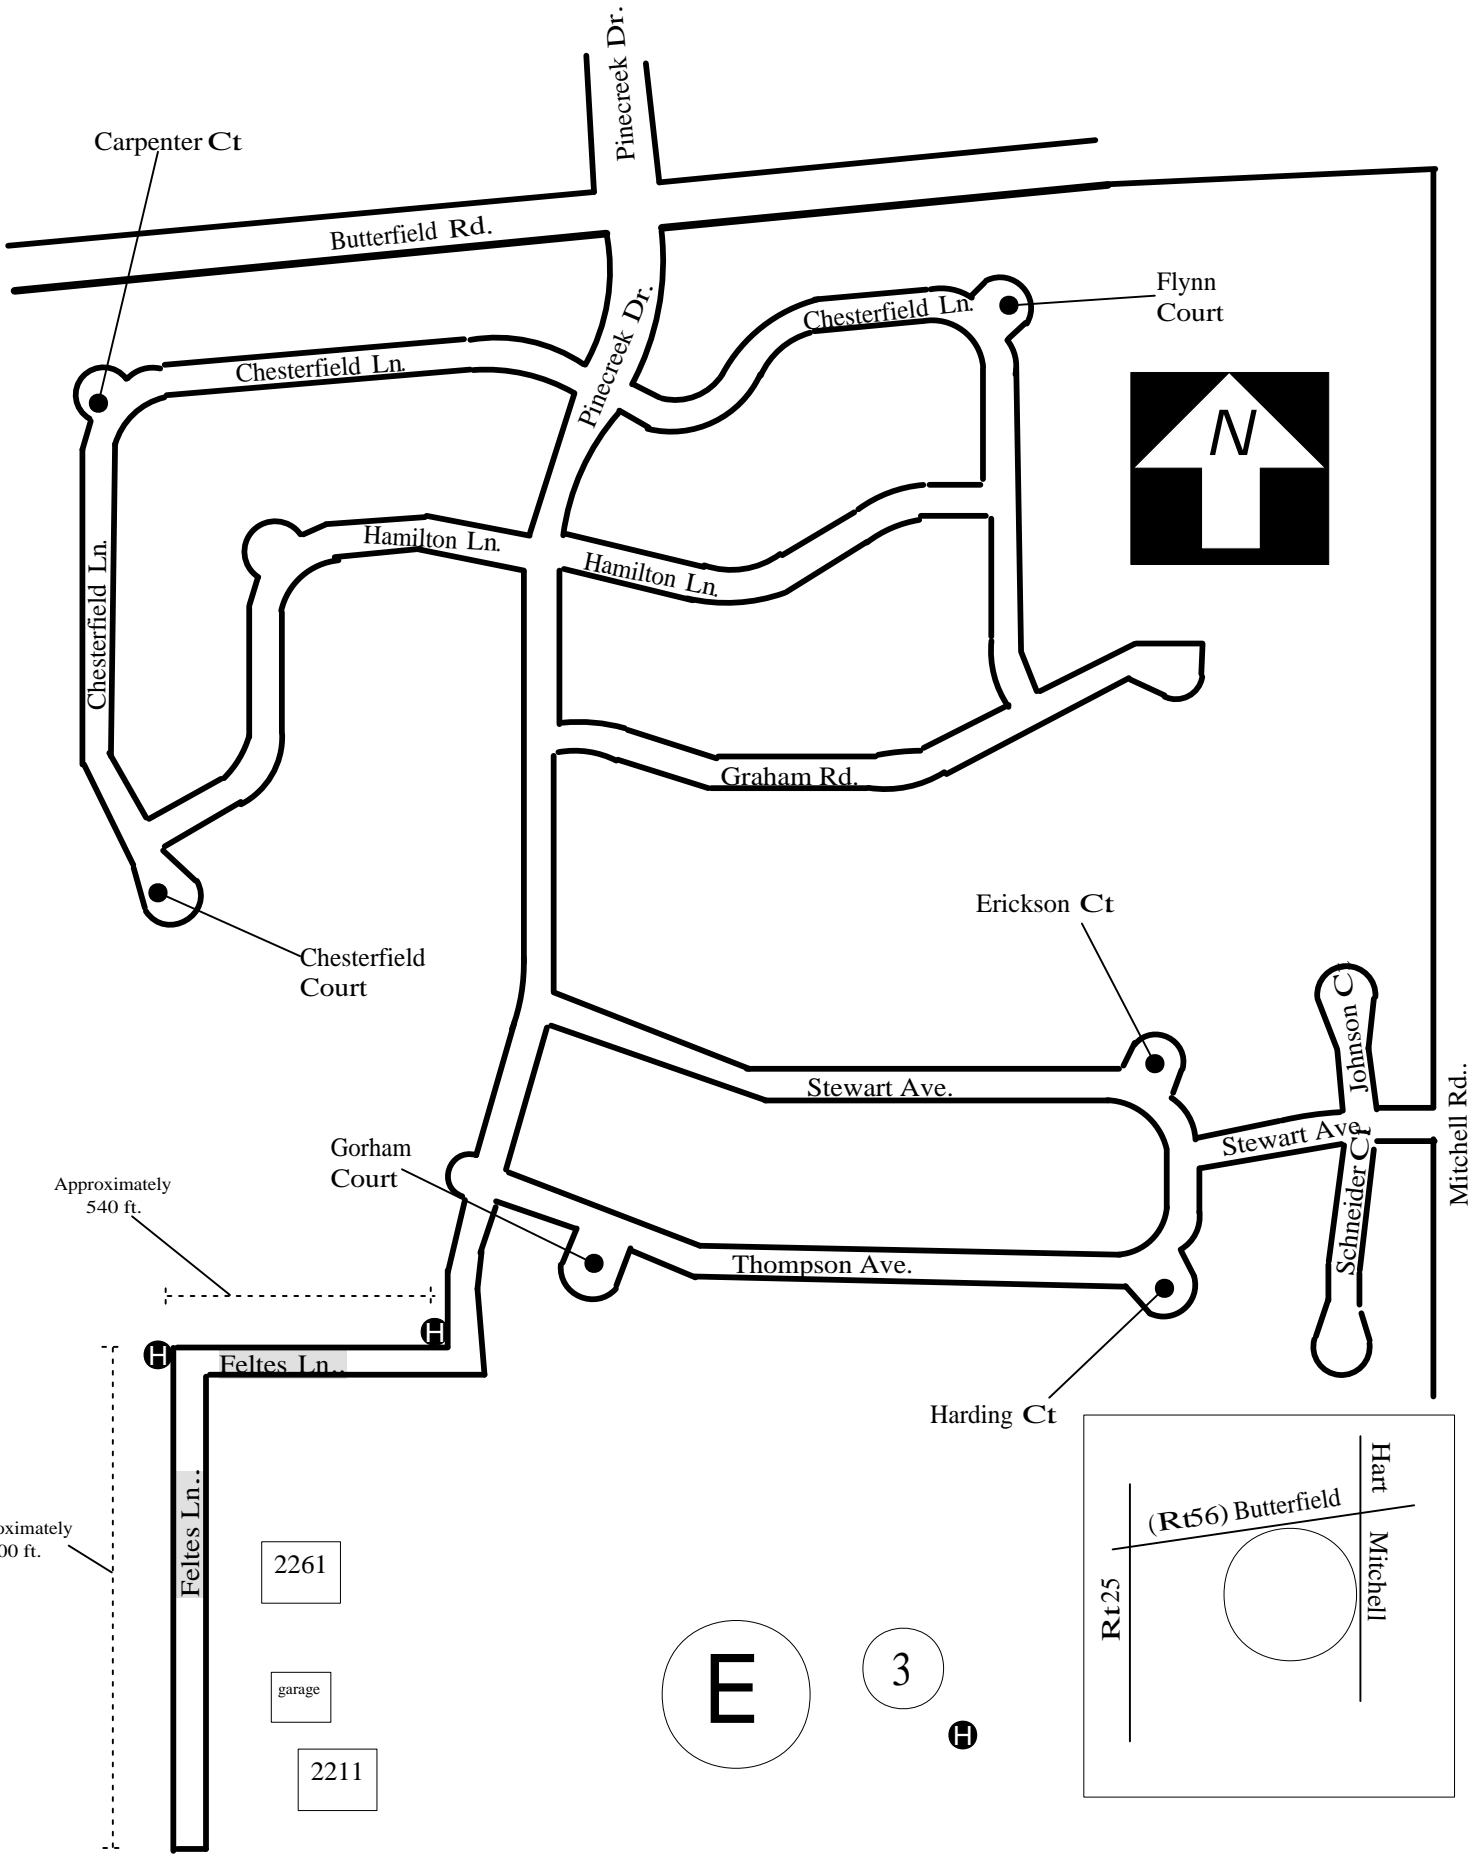 Pinecreek Dr.
Carpenter Ct
Butterfield Rd.
Flynn
Court
Chesterfield Ln.
Pinecreek Dr.
Chesterfield Ln.
N
Hamilton Ln.
Hamilton Ln.
Chesterfield Ln.
Graham Rd.
Erickson Ct
Chesterfield
Court
Johnson Ct
Stewart Ave.
Mitchell Rd..
Stewart Ave
Gorham
Court
Schneider Ct
Approximately
540 ft.
Thompson Ave.
H
H
Feltes Ln..
Harding Ct
Feltes Ln..
oximately
00 ft.
2261
garage
2211
E
3
H
Hart
(Rt56) Butterfield
Mitchell
Rt25